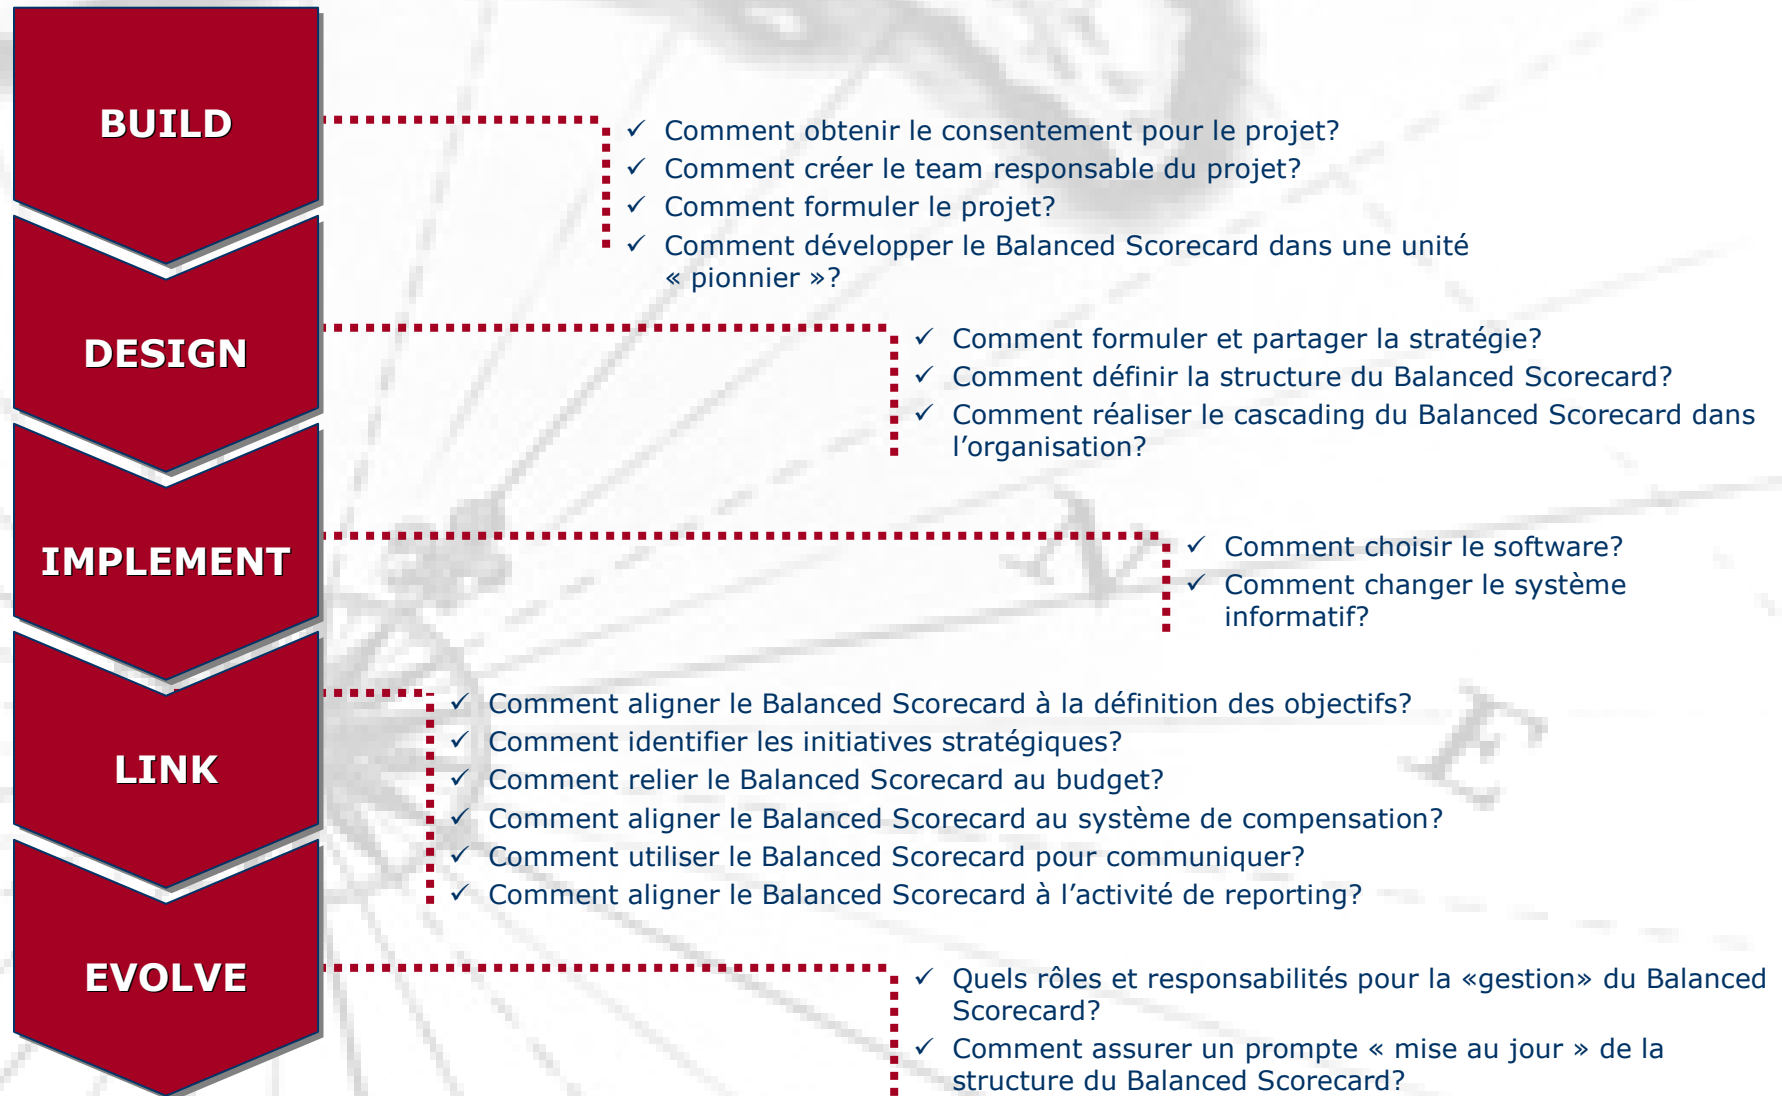 BUILD
✓ Comment obtenir le consentement pour le projet?
✓ Comment créer le team responsable du projet?
✓ Comment formuler le projet?
✓ Comment développer le Balanced Scorecard dans une unité
« pionnier »?
DESIGN
✓ Comment formuler et partager la stratégie?
✓ Comment définir la structure du Balanced Scorecard?
✓ Comment réaliser le cascading du Balanced Scorecard dans
l’organisation?
IMPLEMENT
✓ Comment choisir le software?
✓ Comment changer le système
informatif?
LINK
✓ Comment aligner le Balanced Scorecard à la définition des objectifs?
✓ Comment identifier les initiatives stratégiques?
✓ Comment relier le Balanced Scorecard au budget?
✓ Comment aligner le Balanced Scorecard au système de compensation?
✓ Comment utiliser le Balanced Scorecard pour communiquer?
✓ Comment aligner le Balanced Scorecard à l’activité de reporting?
EVOLVE
✓ Quels rôles et responsabilités pour la «gestion» du Balanced
Scorecard?
✓ Comment assurer un prompte « mise au jour » de la
structure du Balanced Scorecard?
N
E